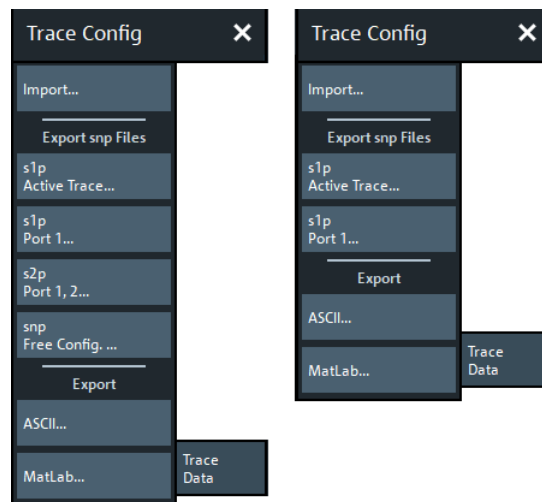 Trace Config ×
Import...
Export snp Files
s1p
Active Trace...
s1p
Port 1...
s2p
Port 1, 2...
snp
Free Config. ...
Export
ASCII...
MatLab...
Trace
Data
Trace Config ×
Import...
Export snp Files
s1p
Active Trace...
s1p
Port 1...
Export
ASCII...
MatLab...
Trace
Data